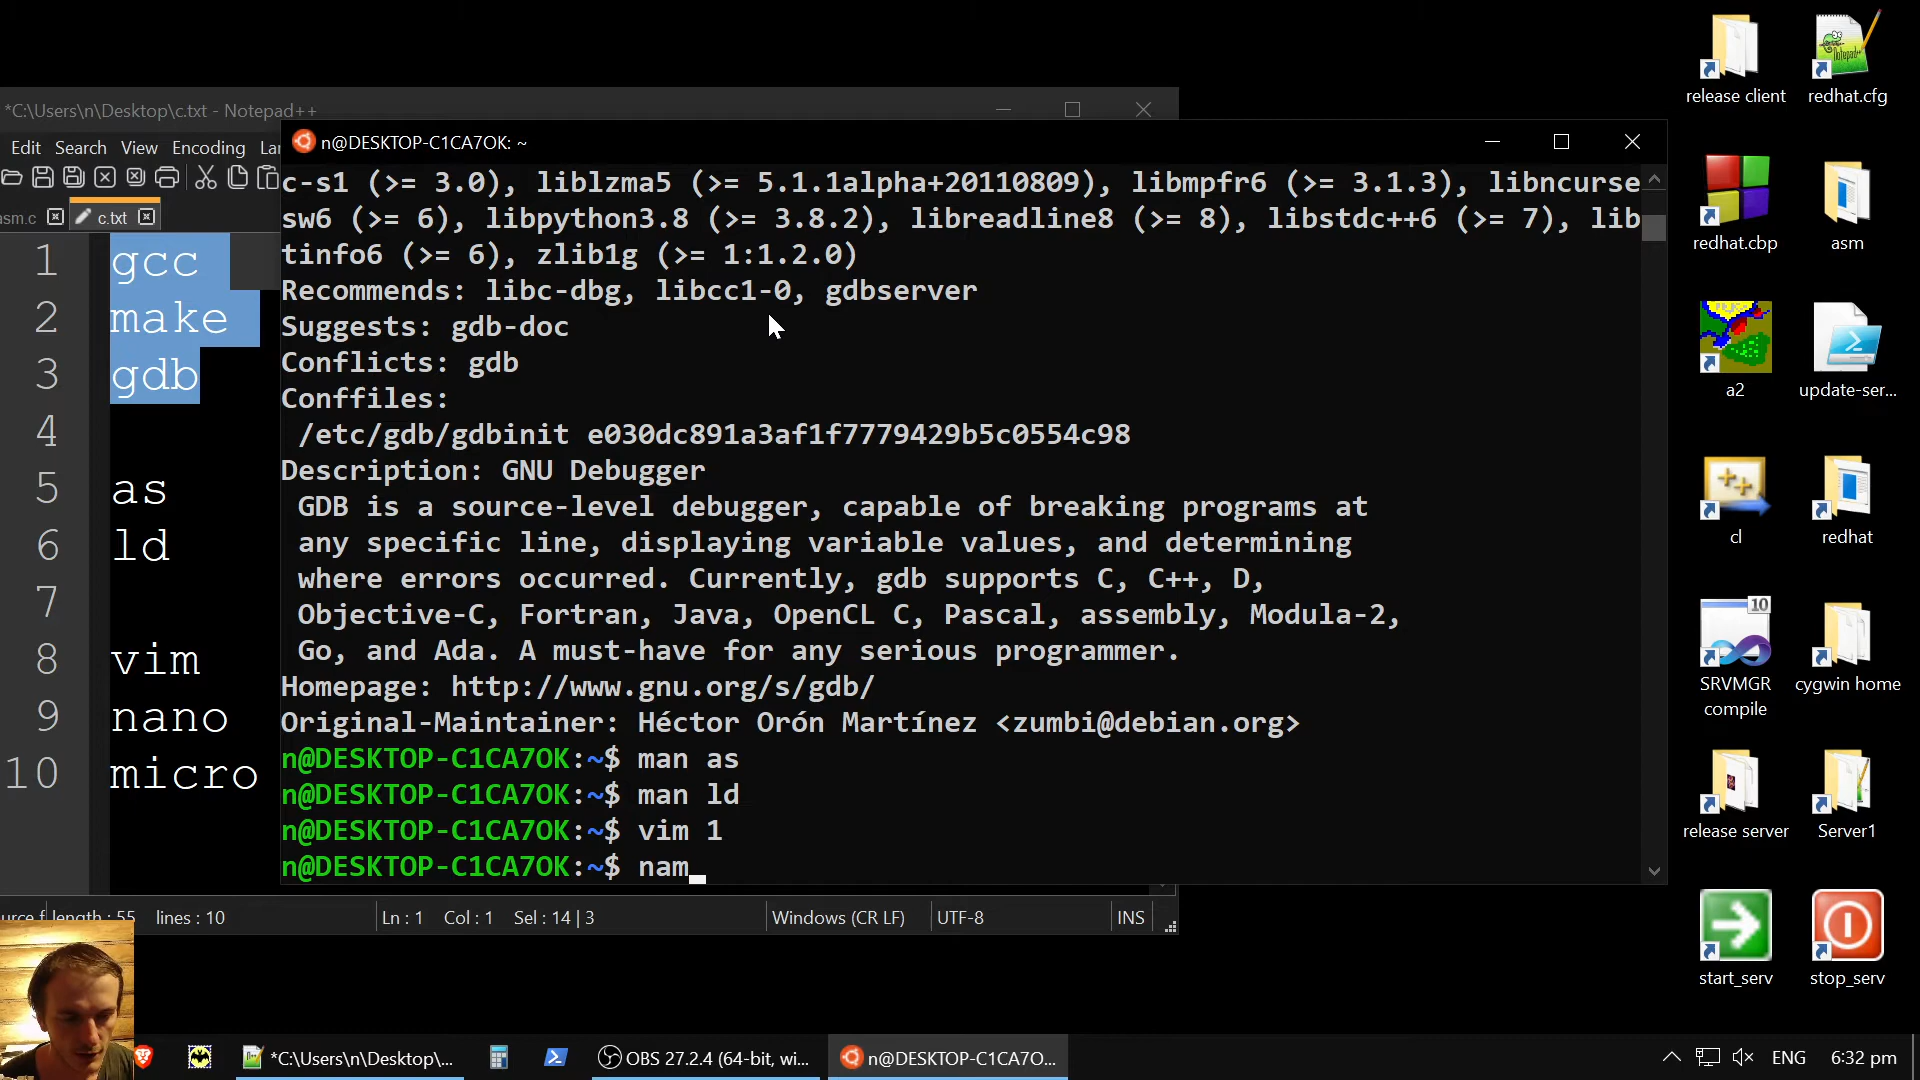 *C:\Users\n\Desktop\c.txt - Notepad++
Edit Search View Encoding La
asm.c
c.txt
1 gcc
2 make
3 gdb
4
5 as
6 ld
7
8 vim
9 nano
10 micro
length : 55 lines : 10 Ln : 1 Col : 1 Sel : 14 | 3 Windows (CR LF) UTF-8 INS
n@DESKTOP-C1CA7OK: ~
c-s1 (>= 3.0), liblzma5 (>= 5.1.1alpha+20110809), libmpfr6 (>= 3.1.3), libncurse
sw6 (>= 6), libpython3.8 (>= 3.8.2), libreadline8 (>= 8), libstdc++6 (>= 7), lib
tinfo6 (>= 6), zlib1g (>= 1:1.2.0)
Recommends: libc-dbg, libcc1-0, gdbserver
Suggests: gdb-doc
Conflicts: gdb
Conffiles:
/etc/gdb/gdbinit e030dc891a3af1f7779429b5c0554c98
Description: GNU Debugger
GDB is a source-level debugger, capable of breaking programs at
any specific line, displaying variable values, and determining
where errors occurred. Currently, gdb supports C, C++, D,
Objective-C, Fortran, Java, OpenCL C, Pascal, assembly, Modula-2,
Go, and Ada. A must-have for any serious programmer.
Homepage: http://www.gnu.org/s/gdb/
Original-Maintainer: Héctor Orón Martínez <zumbi@debian.org>
n@DESKTOP-C1CA7OK:~$ man as
n@DESKTOP-C1CA7OK:~$ man ld
n@DESKTOP-C1CA7OK:~$ vim 1
n@DESKTOP-C1CA7OK:~$ nam
release client
redhat.cfg
redhat.cbp
asm
a2
update-ser...
cl
redhat
10
SRVMGR
compile
cygwin home
release server
Server1
start_serv
stop_serv
*C:\Users\n\Desktop\...
OBS 27.2.4 (64-bit, wi...
n@DESKTOP-C1CA7O...
ENG
6:32 pm